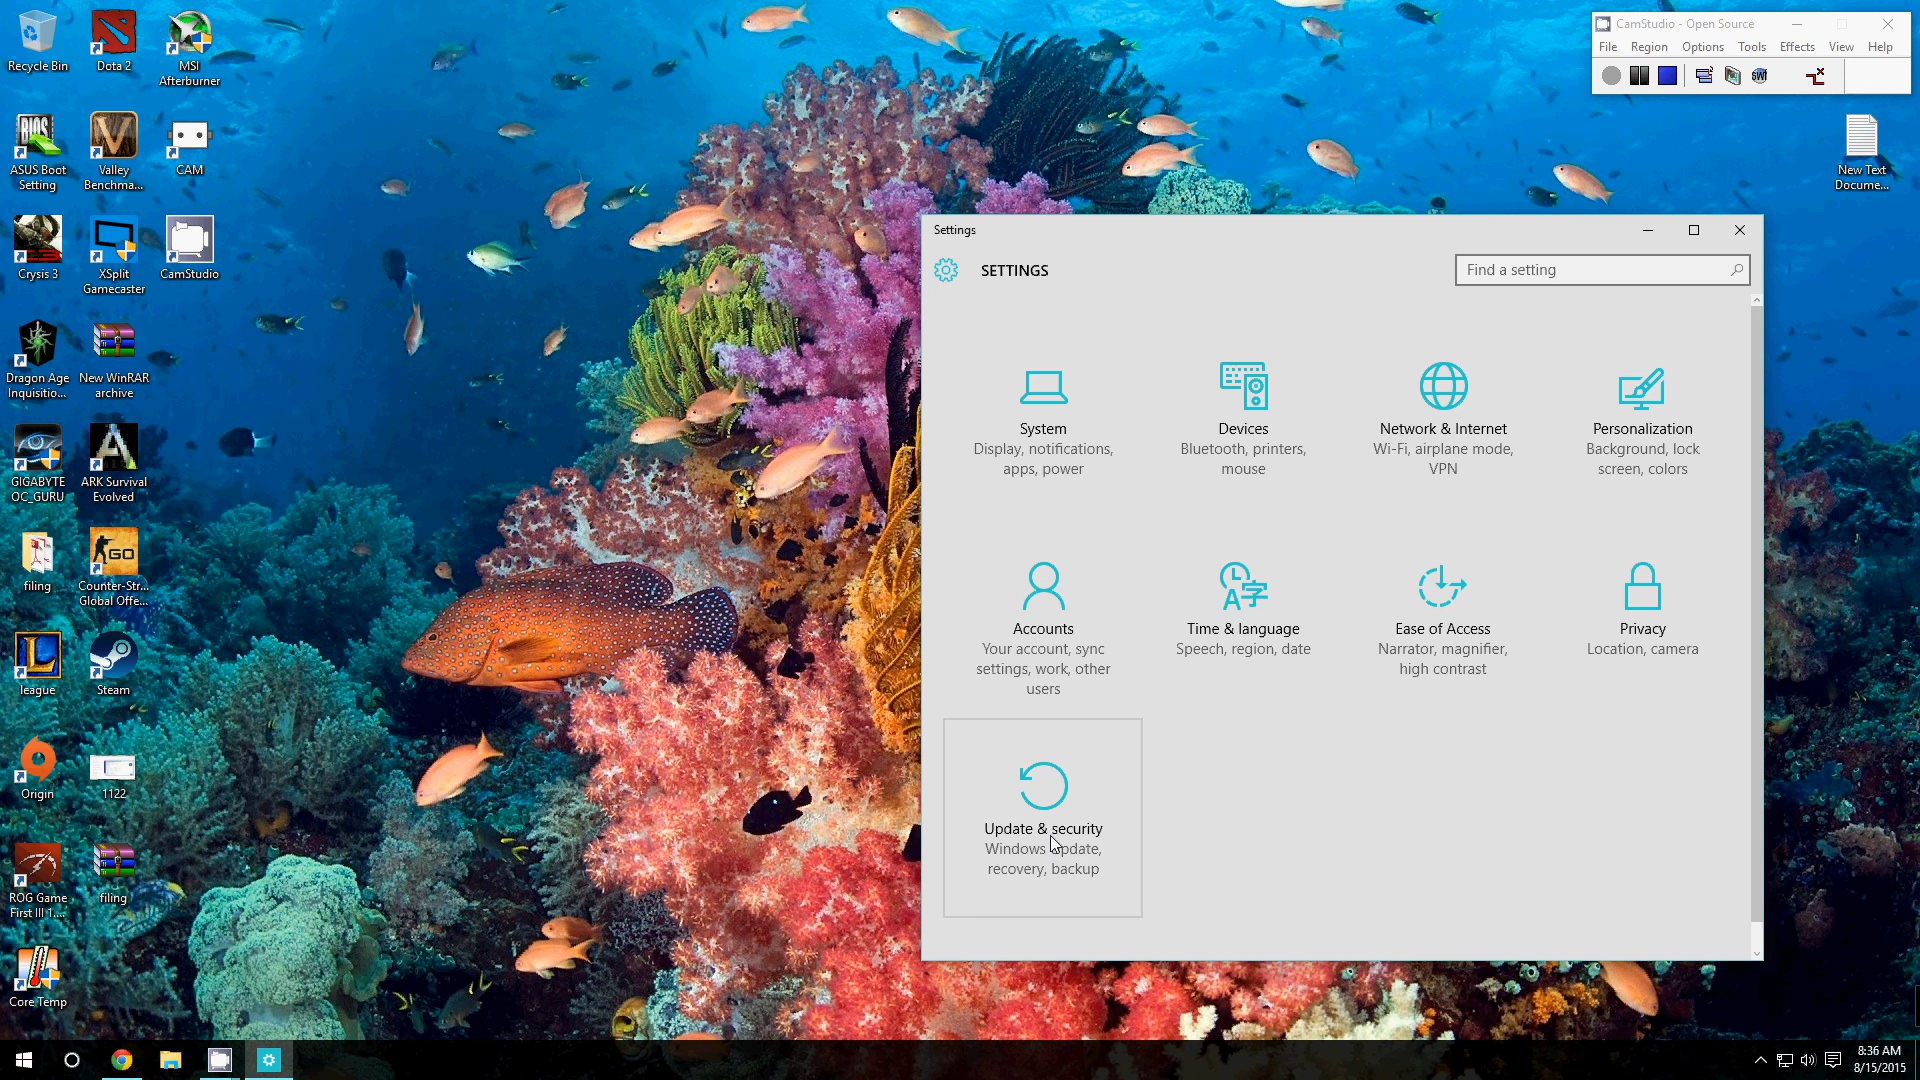 Recycle Bin
Dota 2
MSI
Afterburner
ASUS Boot
Setting
Valley
Benchma...
CAM
Crysis 3
XSplit
Gamecaster
CamStudio
Dragon Age
Inquisitio...
New WinRAR
archive
GIGABYTE
OC_GURU
ARK Survival
Evolved
filing
Counter-Str...
Global Offe...
league
Steam
Origin
1122
ROG Game
First III 1....
filing
Core Temp
BIOS
GO
CamStudio - Open Source
File Region Options Tools Effects View Help
SWF
New Text
Docume...
Settings
SETTINGS
Find a setting
System
Display, notifications,
apps, power
Devices
Bluetooth, printers,
mouse
Network & Internet
Wi-Fi, airplane mode,
VPN
Personalization
Background, lock
screen, colors
Accounts
Your account, sync
settings, work, other
users
A字
Time & language
Speech, region, date
Ease of Access
Narrator, magnifier,
high contrast
Privacy
Location, camera
Update & security
Windows update,
recovery, backup
8:36 AM
8/15/2015